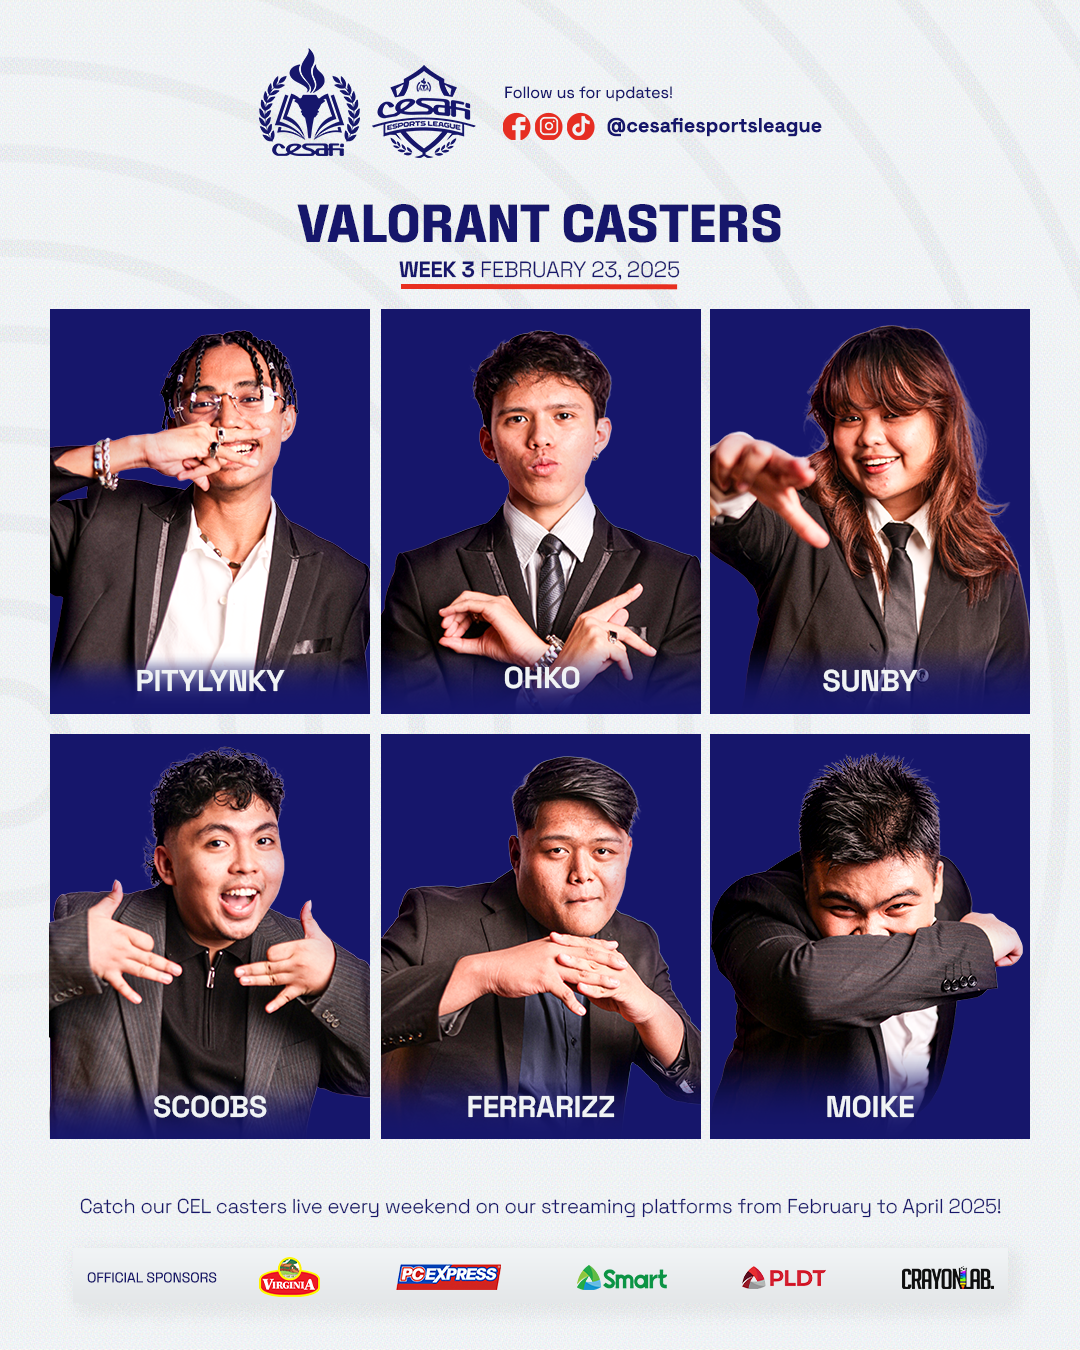 cesafi
cesafi
ESPORTS LEAGUE
Follow us for updates!
@cesafiesportsleague
VALORANT CASTERS
WEEK 3 FEBRUARY 23, 2025
PITYLYNKY
OHKO
SUNBY
SCOOBS
FERRARIZZ
MOIKE
Catch our CEL casters live every weekend on our streaming platforms from February to April 2025!
OFFICIAL SPONSORS
VIRGINIA
PC EXPRESS
Smart
PLDT
CRAYONLAB.